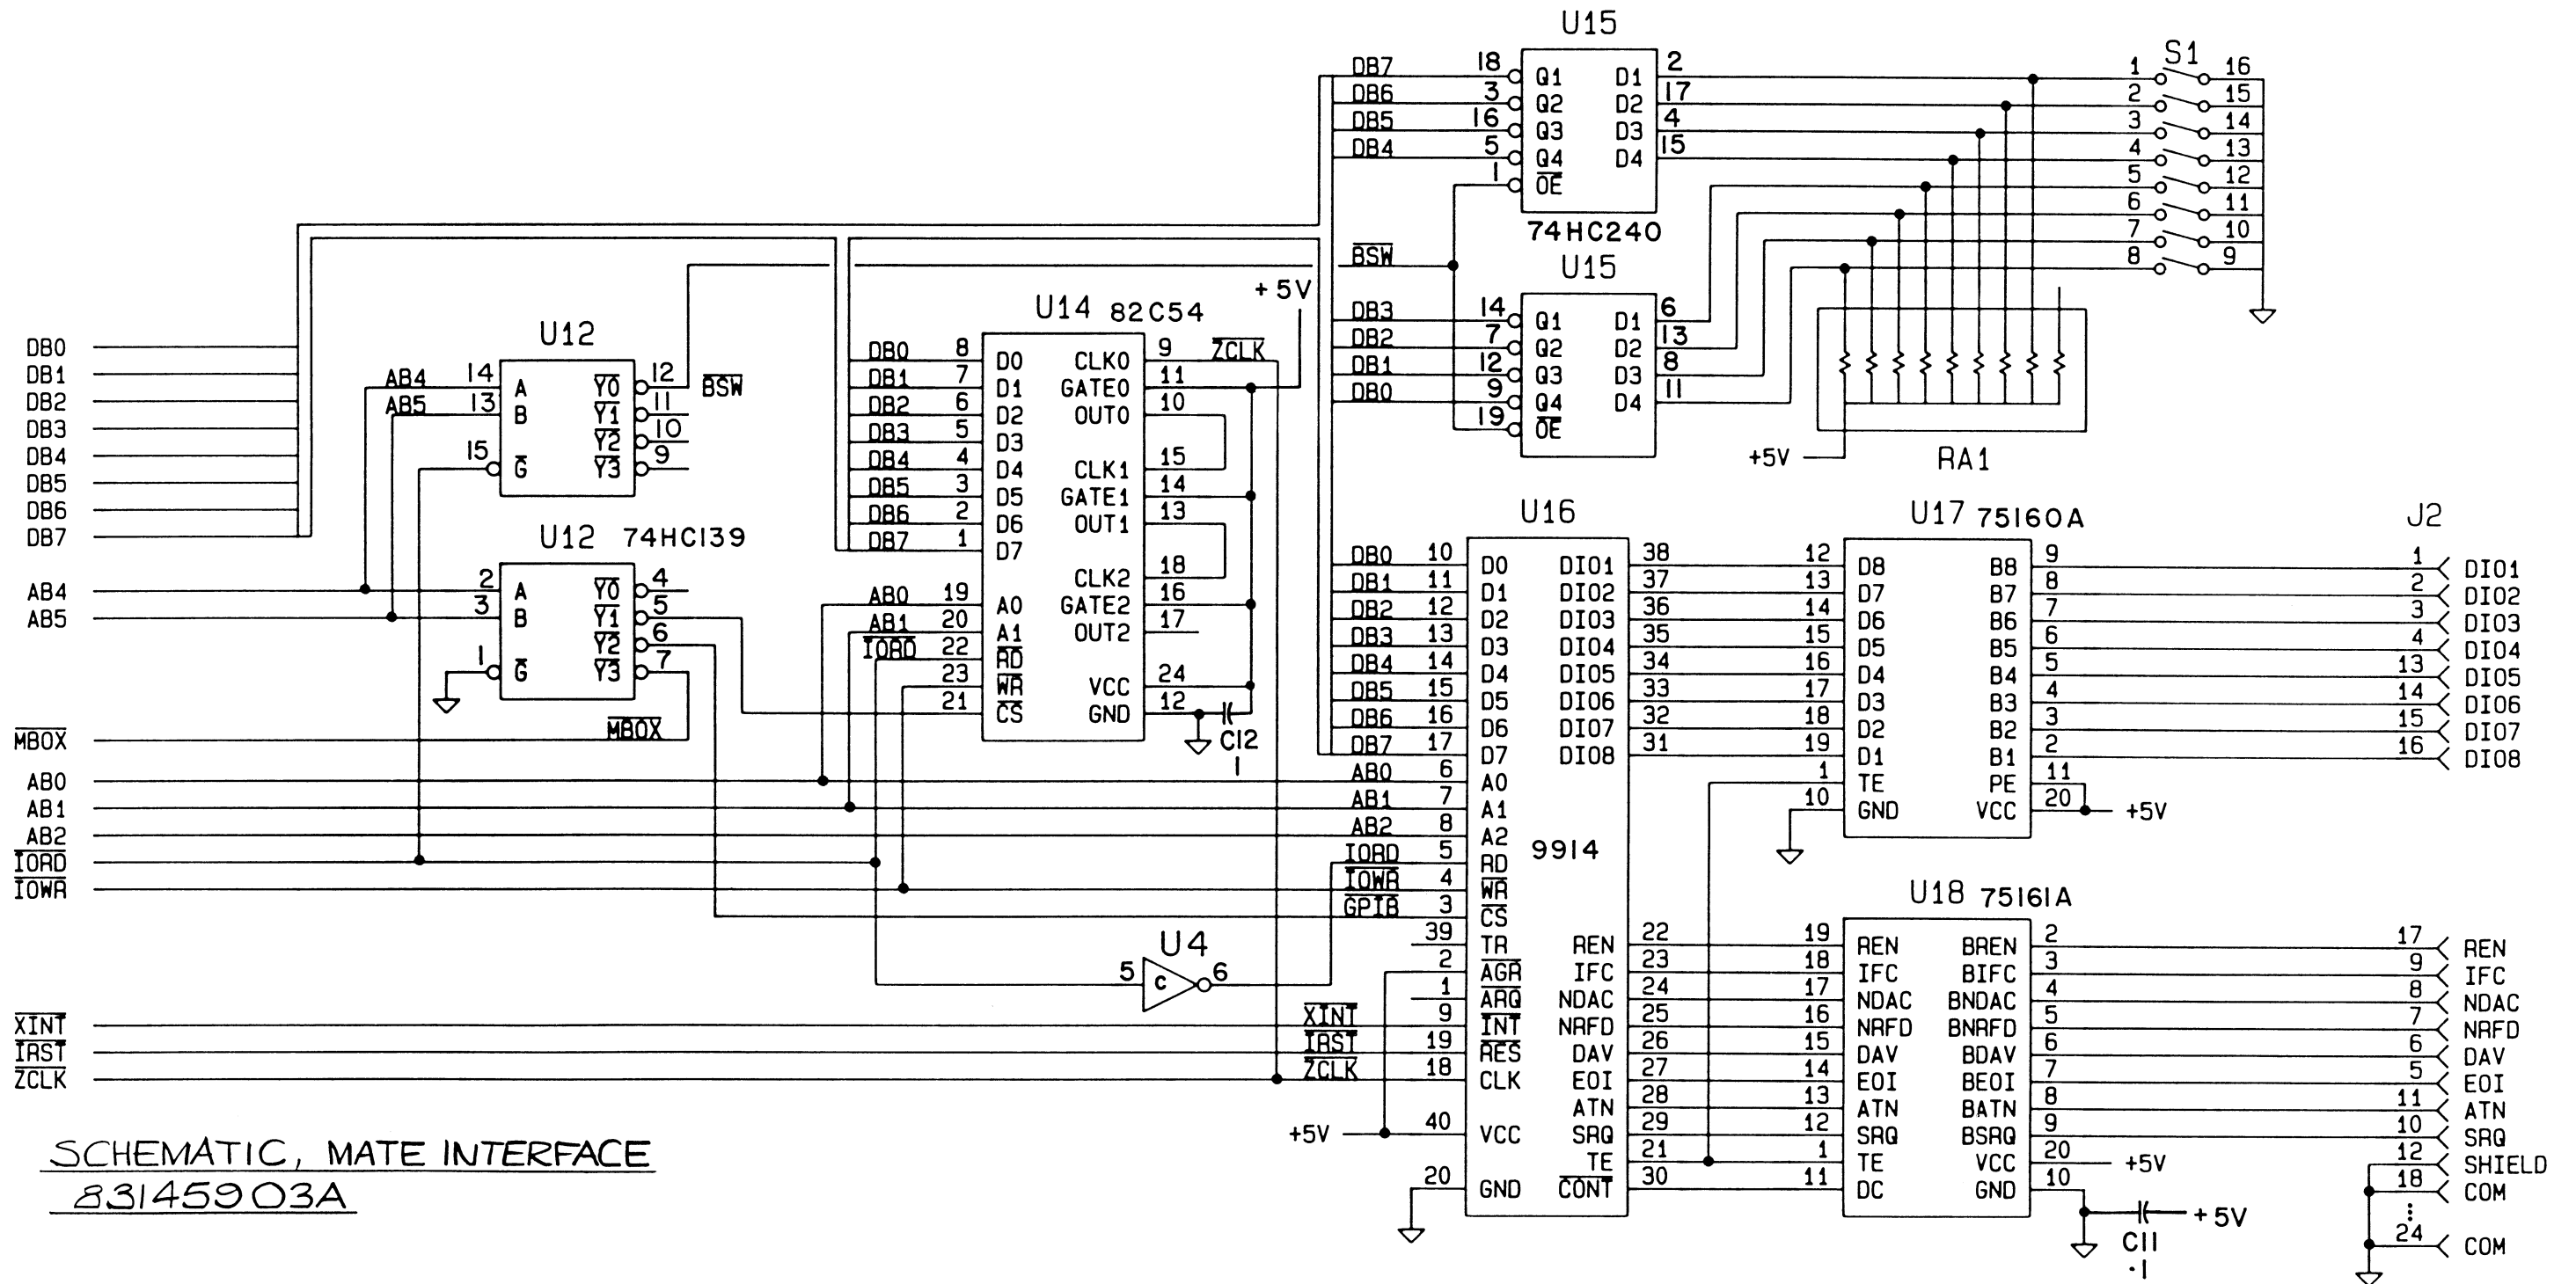 DB0
DB1
DB2
DB3
DB4
DB5
DB6
DB7
AB4
AB5
MBOX
AB0
AB1
AB2
IORD
IOWR
XINT
IRST
ZCLK
SCHEMATIC, MATE INTERFACE
83145903A
U12
AB4 14 A Y0 12 BSW
AB5 13 B Y1 11
Y2 10
15 G Y3 9
U12 74HC139
2 A Y0 4
3 B Y1 5
Y2 6
1 G Y3 7
MBOX
U14 82C54
+5V
DB0 8 D0 CLK0 9 ZCLK
DB1 7 D1 GATE0 11
DB2 6 D2 OUT0 10
DB3 5 D3
DB4 4 D4 CLK1 15
DB5 3 D5 GATE1 14
DB6 2 D6 OUT1 13
DB7 1 D7
CLK2 18
AB0 19 A0 GATE2 16
AB1 20 A1 OUT2 17
IORD 22 RD
23 WR VCC 24
21 CS GND 12
C12
1
U4
5 C 6
U15
DB7 18 Q1 D1 2
DB6 3 Q2 D2 17
DB5 16 Q3 D3 4
DB4 5 Q4 D4 15
1 OE
74HC240
BSW
U15
DB3 14 Q1 D1 6
DB2 7 Q2 D2 13
DB1 12 Q3 D3 8
DB0 9 Q4 D4 11
19 OE
S1
1 16
2 15
3 14
4 13
5 12
6 11
7 10
8 9
+5V
RA1
U16
DB0 10 D0 DIO1 38
DB1 11 D1 DIO2 37
DB2 12 D2 DIO3 36
DB3 13 D3 DIO4 35
DB4 14 D4 DIO5 34
DB5 15 D5 DIO6 33
DB6 16 D6 DIO7 32
DB7 17 D7 DIO8 31
AB0 6 A0
AB1 7 A1
AB2 8 A2
9914
IORD 5 RD
IOWR 4 WR
GPIB 3 CS
39 TR REN 22
2 AGR IFC 23
1 ARQ NDAC 24
XINT 9 INT NRFD 25
IRST 19 RES DAV 26
ZCLK 18 CLK EOI 27
ATN 28
+5V 40 VCC SRQ 29
TE 21
20 GND CONT 30
U17 75160A
12 D8 B8 9
13 D7 B7 8
14 D6 B6 7
15 D5 B5 6
16 D4 B4 5
17 D3 B3 4
18 D2 B2 3
19 D1 B1 2
1 TE PE 11
10 GND VCC 20 +5V
U18 75161A
19 REN BREN 2
18 IFC BIFC 3
17 NDAC BNDAC 4
16 NRFD BNRFD 5
15 DAV BDAV 6
14 EOI BEOI 7
13 ATN BATN 8
12 SRQ BSRQ 9
1 TE VCC 20 +5V
11 DC GND 10
C11
.1
+5V
J2
1 DIO1
2 DIO2
3 DIO3
4 DIO4
13 DIO5
14 DIO6
15 DIO7
16 DIO8
17 REN
9 IFC
8 NDAC
7 NRFD
6 DAV
5 EOI
11 ATN
10 SRQ
12 SHIELD
18 COM
24 COM